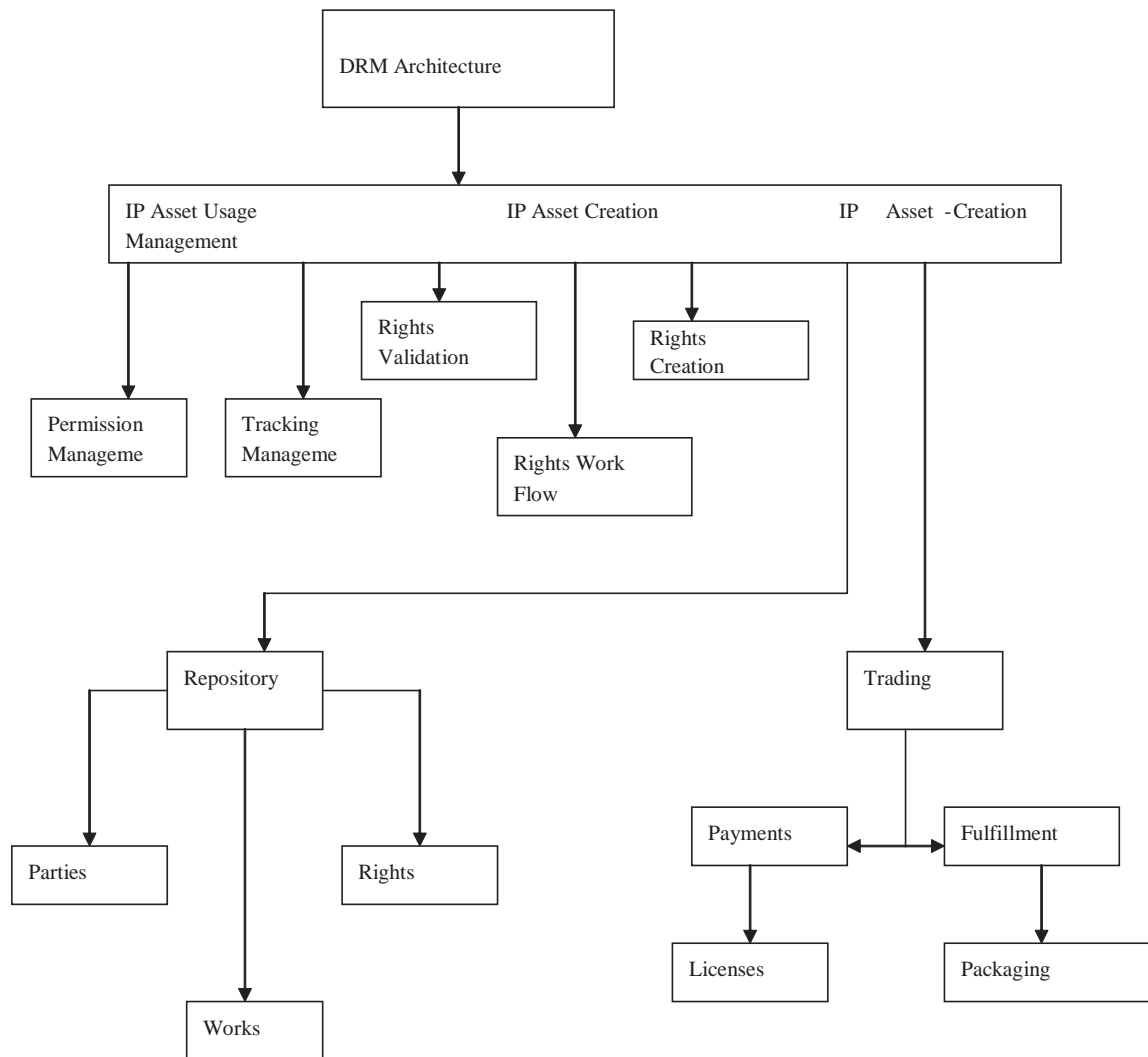 DRM Architecture
IP Asset Usage
Management
IP Asset Creation
IP Asset -Creation
Rights
Validation
Rights
Creation
Permission
Manageme
Tracking
Manageme
Rights Work
Flow
Repository
Trading
Payments
Fulfillment
Parties
Rights
Licenses
Packaging
Works